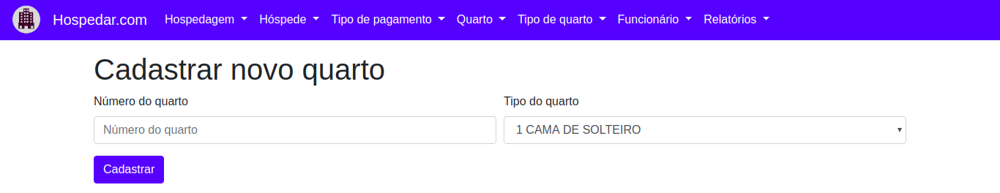 Hospedar.com Hospedagem Hóspede Tipo de pagamento Quarto Tipo de quarto Funcionário Relatórios
Cadastrar novo quarto
Número do quarto Tipo do quarto
Número do quarto 1 CAMA DE SOLTEIRO
Cadastrar